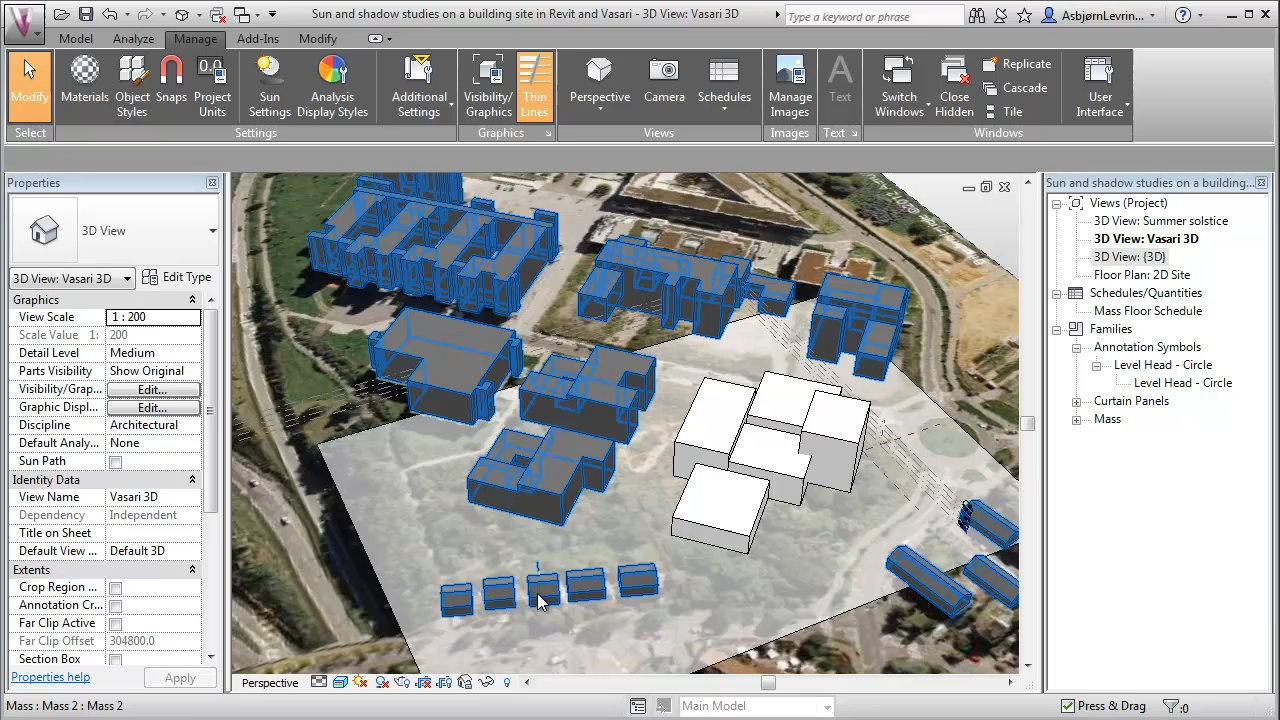 Sun and shadow studies on a building site in Revit and Vasari - 3D View: Vasari 3D
Type a keyword or phrase
AsbjørnLevrin...
Model
Analyze
Manage
Add-Ins
Modify
Modify
Materials
Object Styles
Snaps
Project Units
Sun Settings
Analysis Display Styles
Additional Settings
Visibility/ Graphics
Thin Lines
Perspective
Camera
Schedules
Manage Images
Text
Switch Windows
Close Hidden
Replicate
Cascade
Tile
User Interface
Select
Settings
Graphics
Views
Images
Text
Windows
Properties
3D View
3D View: Vasari 3D
Edit Type
Graphics
View Scale 1 : 200
Scale Value 1: 200
Detail Level Medium
Parts Visibility Show Original
Visibility/Grap... Edit...
Graphic Displ... Edit...
Discipline Architectural
Default Analy... None
Sun Path
Identity Data
View Name Vasari 3D
Dependency Independent
Title on Sheet
Default View ... Default 3D
Extents
Crop Region ...
Annotation Cr...
Far Clip Active
Far Clip Offset 304800.0
Section Box
Properties help
Apply
Perspective
Sun and shadow studies on a building...
Views (Project)
3D View: Summer solstice
3D View: Vasari 3D
3D View: {3D}
Floor Plan: 2D Site
Schedules/Quantities
Mass Floor Schedule
Families
Annotation Symbols
Level Head - Circle
Level Head - Circle
Curtain Panels
Mass
Mass : Mass 2 : Mass 2
Main Model
Press & Drag
:0